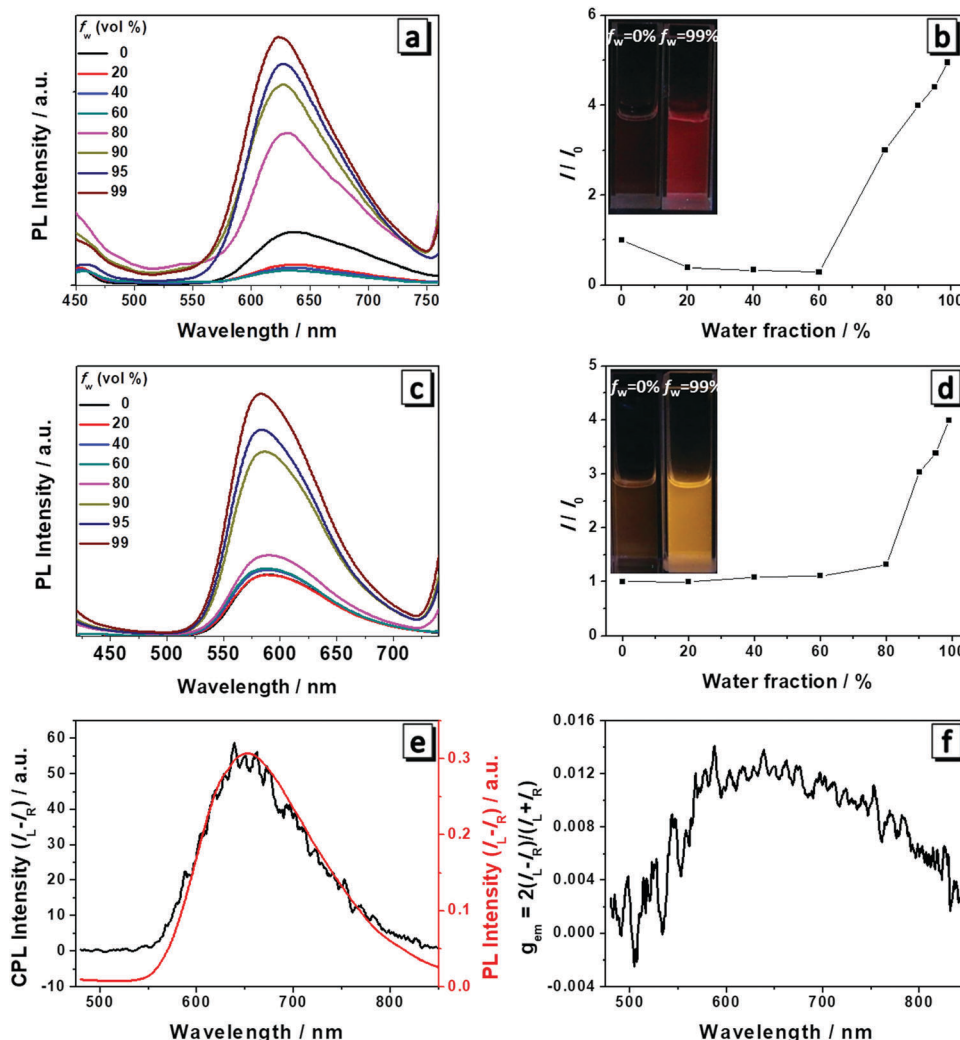 a
f_w (vol %)
0
20
40
60
80
90
95
99
PL Intensity / a.u.
450 500 550 600 650 700 750
Wavelength / nm
b
f_w=0% f_w=99%
6
4
2
0
I / I_0
0 20 40 60 80 100
Water fraction / %
c
f_w (vol %)
0
20
40
60
80
90
95
99
PL Intensity / a.u.
450 500 550 600 650 700
Wavelength / nm
d
f_w=0% f_w=99%
5
4
3
2
1
0
I / I_0
0 20 40 60 80 100
Water fraction / %
e
60
50
40
30
20
10
0
-10
CPL Intensity (I_L-I_R) / a.u.
0.3
0.2
0.1
0.0
PL Intensity (I_L-I_R) / a.u.
500 600 700 800
Wavelength / nm
f
0.016
0.012
0.008
0.004
0.000
-0.004
g_em = 2(I_L-I_R)/(I_L+I_R)
500 600 700 800
Wavelength / nm